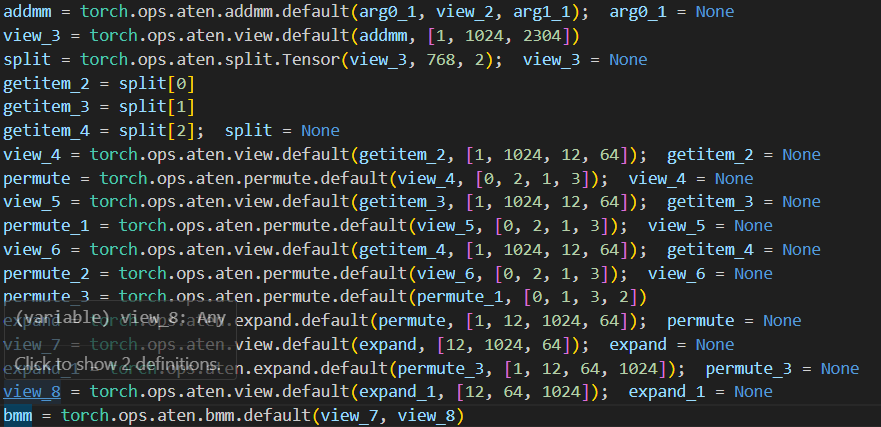 addmm = torch.ops.aten.addmm.default(arg0_1, view_2, arg1_1);  arg0_1 = None
view_3 = torch.ops.aten.view.default(addmm, [1, 1024, 2304])
split = torch.ops.aten.split.Tensor(view_3, 768, 2);  view_3 = None
getitem_2 = split[0]
getitem_3 = split[1]
getitem_4 = split[2];  split = None
view_4 = torch.ops.aten.view.default(getitem_2, [1, 1024, 12, 64]);  getitem_2 = None
permute = torch.ops.aten.permute.default(view_4, [0, 2, 1, 3]);  view_4 = None
view_5 = torch.ops.aten.view.default(getitem_3, [1, 1024, 12, 64]);  getitem_3 = None
permute_1 = torch.ops.aten.permute.default(view_5, [0, 2, 1, 3]);  view_5 = None
view_6 = torch.ops.aten.view.default(getitem_4, [1, 1024, 12, 64]);  getitem_4 = None
permute_2 = torch.ops.aten.permute.default(view_6, [0, 2, 1, 3]);  view_6 = None
permute_3 = torch.ops.aten.permute.default(permute_1, [0, 1, 3, 2])
(variable) view_8: Any
expand = torch.ops.aten.expand.default(permute, [1, 12, 1024, 64]);  permute = None
view_7 = torch.ops.aten.view.default(expand, [12, 1024, 64]);  expand = None
Click to show 2 definitions.
expand_1 = torch.ops.aten.expand.default(permute_3, [1, 12, 64, 1024]);  permute_3 = None
view_8 = torch.ops.aten.view.default(expand_1, [12, 64, 1024]);  expand_1 = None
bmm = torch.ops.aten.bmm.default(view_7, view_8)